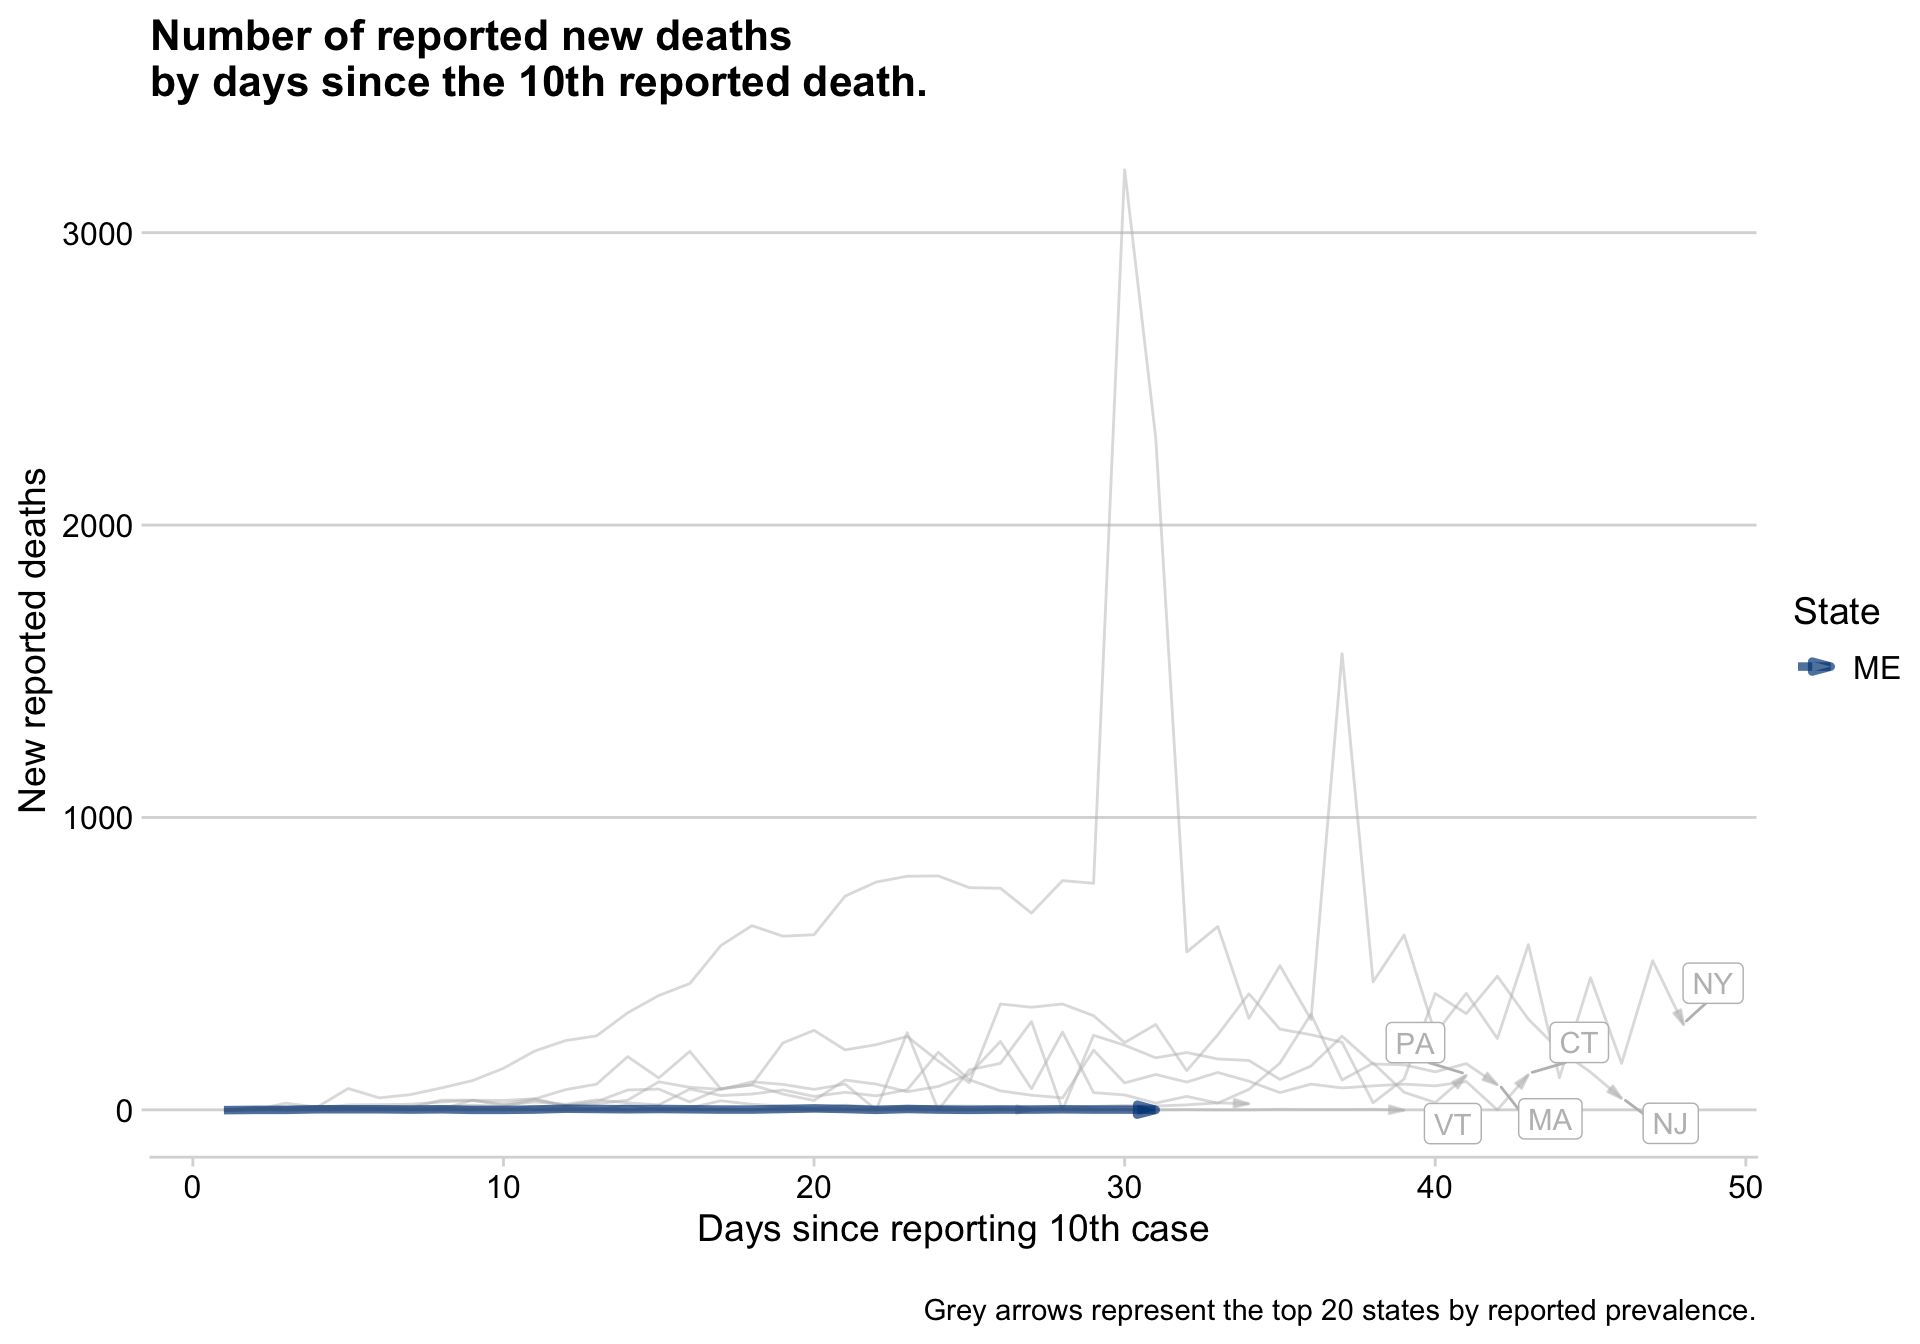 Number of reported new deaths
by days since the 10th reported death.
New reported deaths
3000
2000
1000
0
NY
PA
CT
VT
MA
NJ
State
ME
0 10 20 30 40 50
Days since reporting 10th case
Grey arrows represent the top 20 states by reported prevalence.